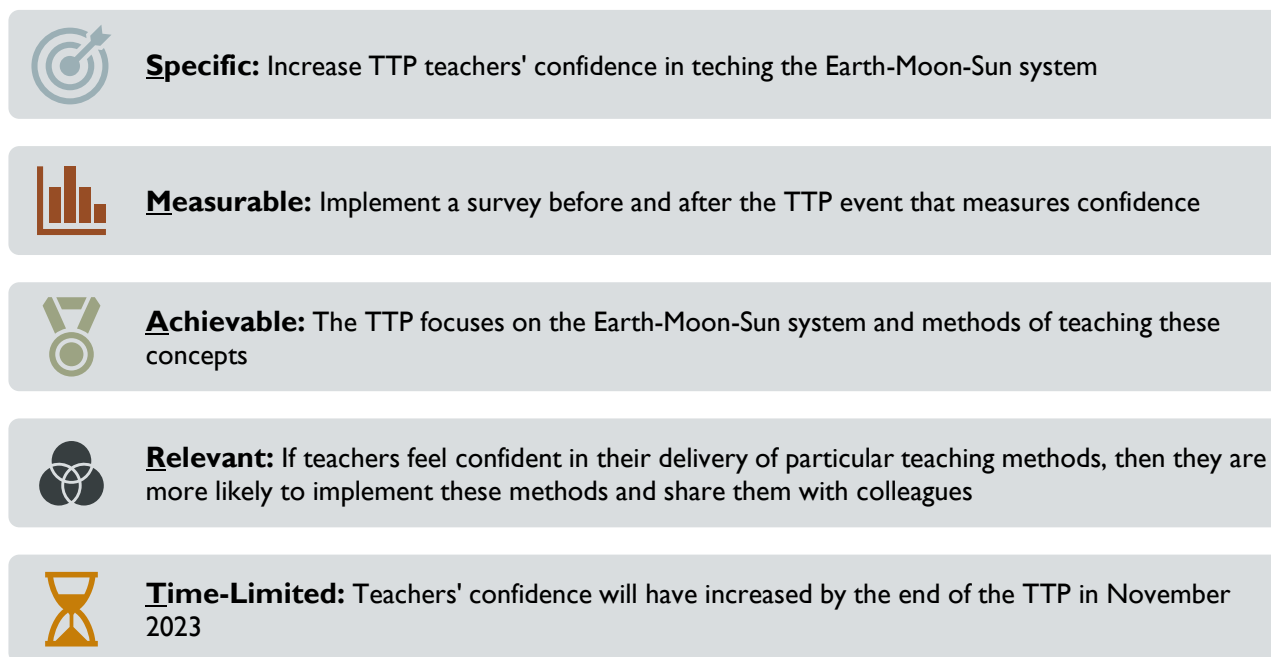 Specific: Increase TTP teachers' confidence in teching the Earth-Moon-Sun system
Measurable: Implement a survey before and after the TTP event that measures confidence
Achievable: The TTP focuses on the Earth-Moon-Sun system and methods of teaching these
concepts
Relevant: If teachers feel confident in their delivery of particular teaching methods, then they are
more likely to implement these methods and share them with colleagues
Time-Limited: Teachers' confidence will have increased by the end of the TTP in November
2023